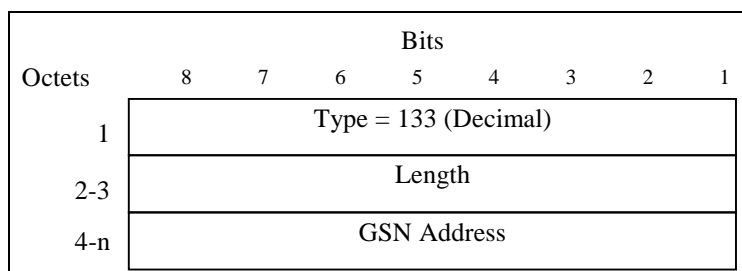 Bits
Octets 8 7 6 5 4 3 2 1
1 Type = 133 (Decimal)
2-3 Length
4-n GSN Address